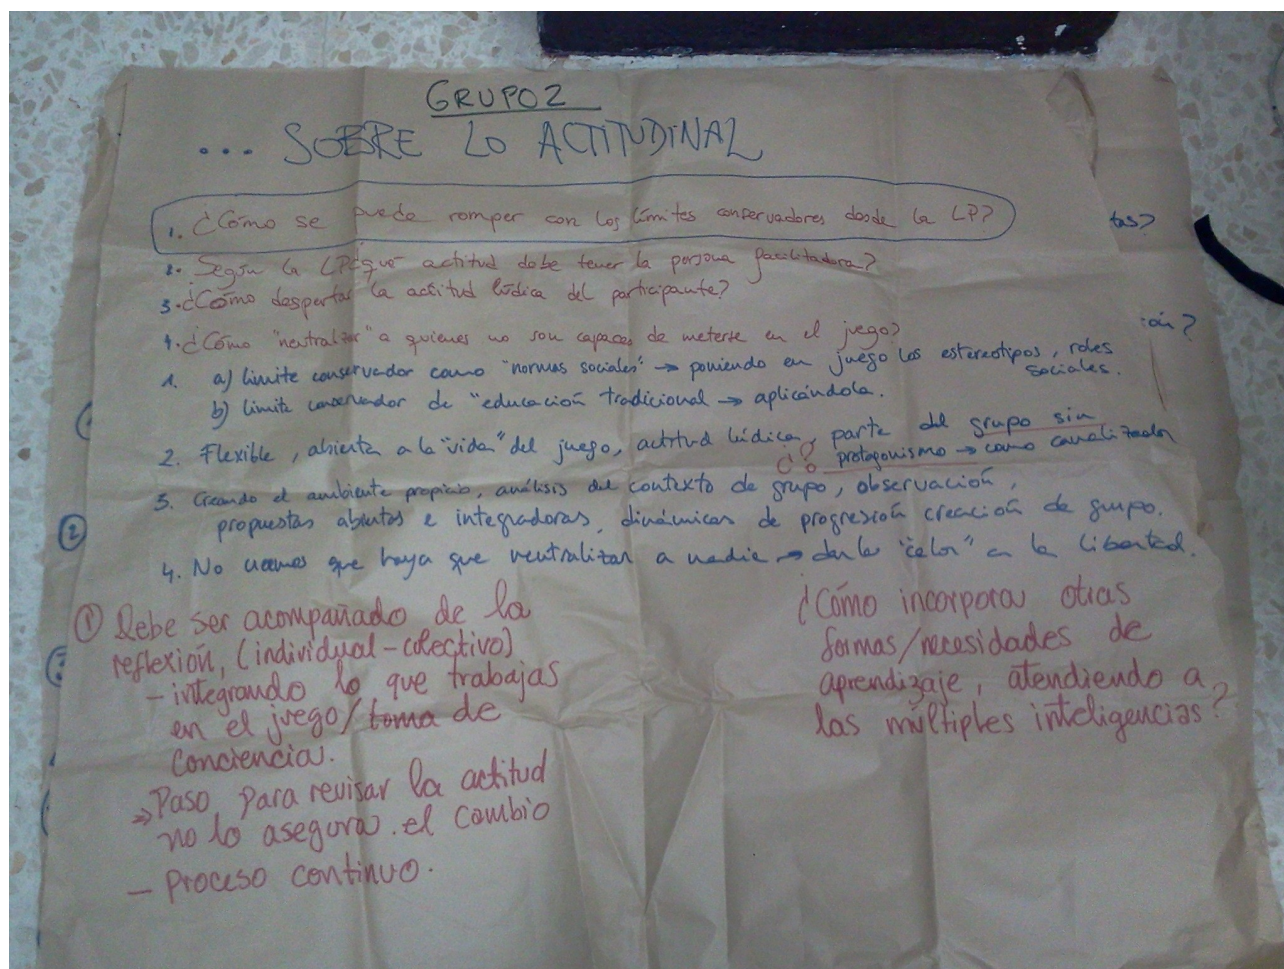 GRUPO 2
... SOBRE LO ACTITUDINAL
1. ¿Cómo se puede romper con los límites conservadores desde la LP?
2. Según la LP ¿qué actitud debe tener la persona facilitadora?
3. ¿Cómo despertar la actitud lúdica del participante?
4. ¿Cómo "neutralizar" a quienes no son capaces de meterse en el juego?
1. a) límite conservador como "normas sociales" → poniendo en juego los estereotipos, roles
sociales.
b) límite conservador de "educación tradicional → aplicándola.
2. Flexible, abierta a la "vida" del juego, actitud lúdica, parte del grupo sin
¿? protagonismo → como canalizador
3. Creando el ambiente propicio, análisis del contexto de grupo, observación,
propuestas abiertas e integradoras, dinámicas de progresión creación de grupo.
4. No creemos que haya que neutralizar a nadie → darle "calor" en la libertad.
① Debe ser acompañado de la
reflexión, (individual - colectivo)
- integrando lo que trabajas
en el juego/toma de
conciencia.
→ Paso para revisar la actitud
no lo asegura. el cambio
- Proceso continuo.
¿Cómo incorporar otras
formas/necesidades de
aprendizaje, atendiendo a
las múltiples inteligencias?
tas?
ión?
②